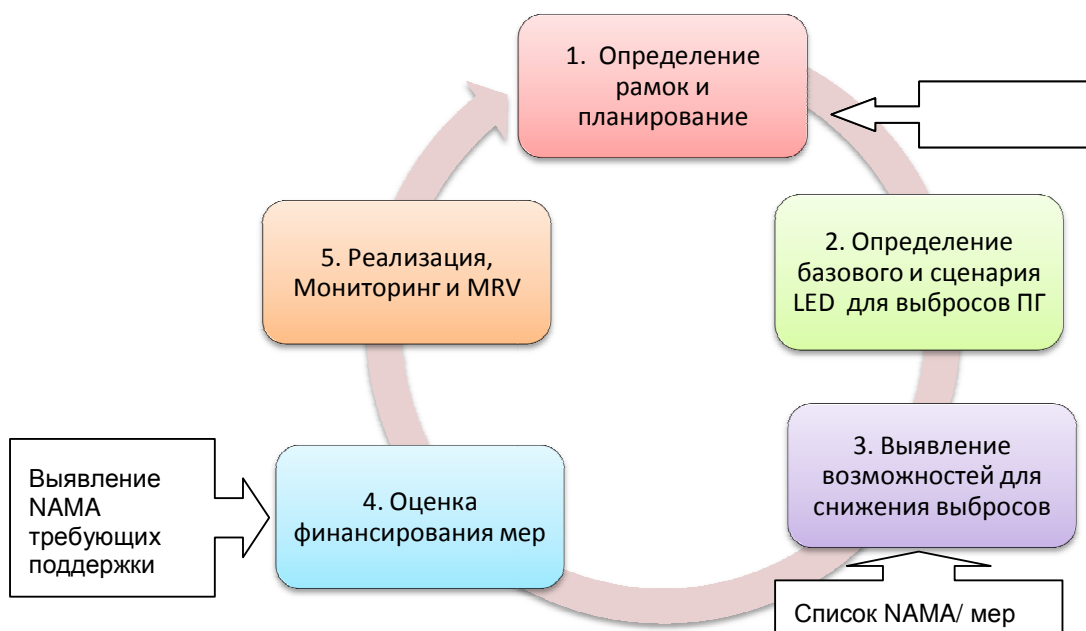 1. Определение
рамок и
планирование
2. Определение
базового и сценария
LED для выбросов ПГ
3. Выявление
возможностей для
снижения выбросов
Список NAMA/ мер
4. Оценка
финансирования мер
Выявление
NAMA
требующих
поддержки
5. Реализация,
Мониторинг и MRV